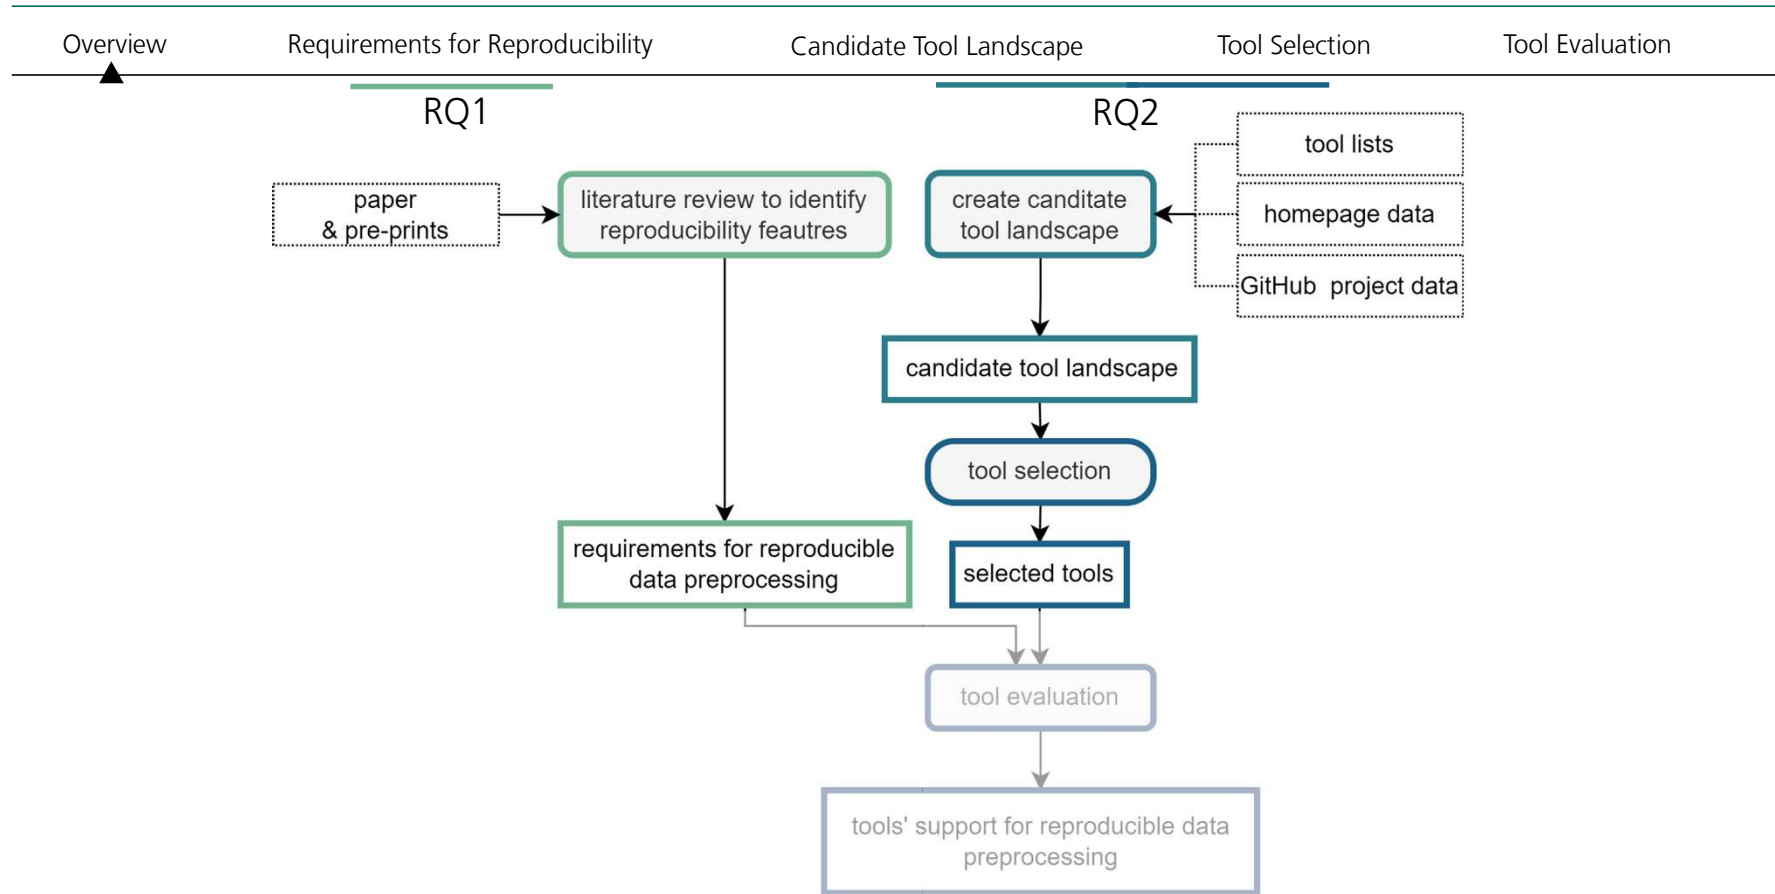 Overview
Requirements for Reproducibility
Candidate Tool Landscape
Tool Selection
Tool Evaluation
RQ1
RQ2
paper
& pre-prints
literature review to identify
reproducibility feautres
create canditate
tool landscape
tool lists
homepage data
GitHub project data
candidate tool landscape
tool selection
requirements for reproducible
data preprocessing
selected tools
tool evaluation
tools' support for reproducible data
preprocessing